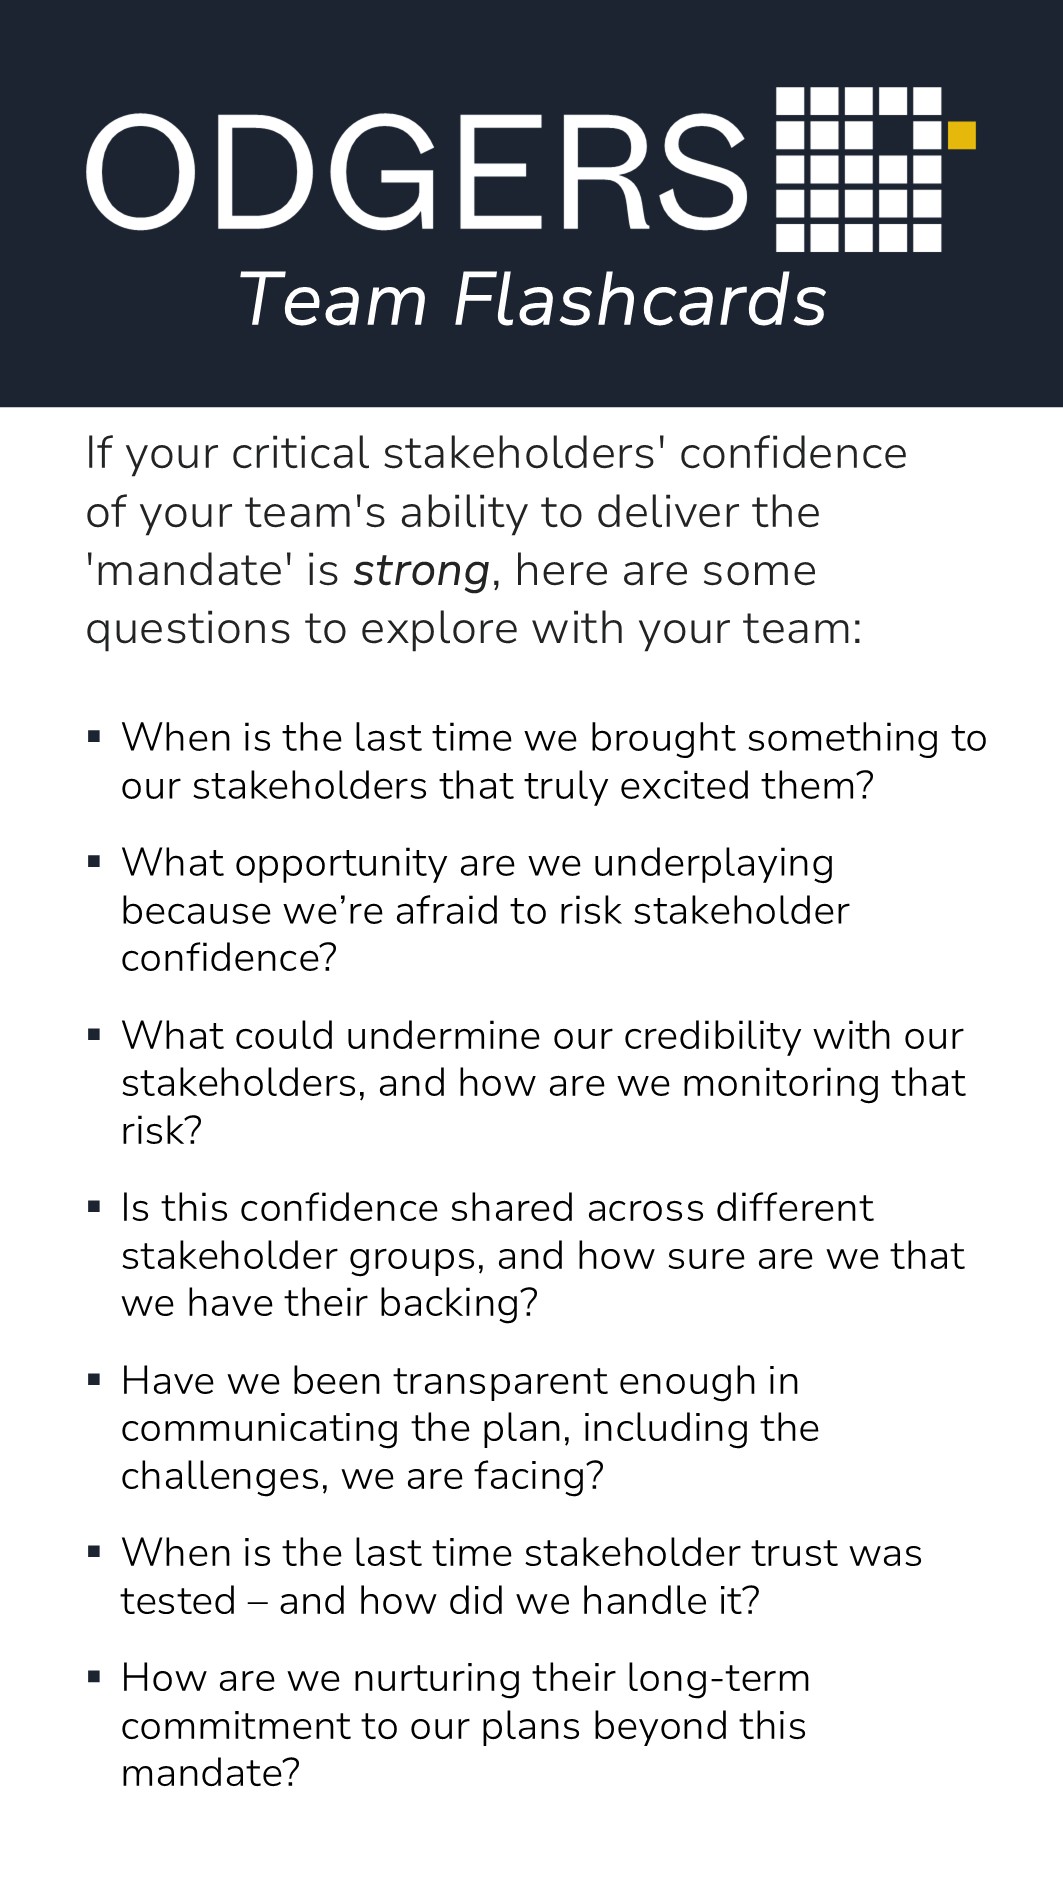 ODGERS
Team Flashcards
If your critical stakeholders' confidence
of your team's ability to deliver the
'mandate' is strong, here are some
questions to explore with your team:
▪ When is the last time we brought something to
our stakeholders that truly excited them?
▪ What opportunity are we underplaying
because we’re afraid to risk stakeholder
confidence?
▪ What could undermine our credibility with our
stakeholders, and how are we monitoring that
risk?
▪ Is this confidence shared across different
stakeholder groups, and how sure are we that
we have their backing?
▪ Have we been transparent enough in
communicating the plan, including the
challenges, we are facing?
▪ When is the last time stakeholder trust was
tested – and how did we handle it?
▪ How are we nurturing their long-term
commitment to our plans beyond this
mandate?